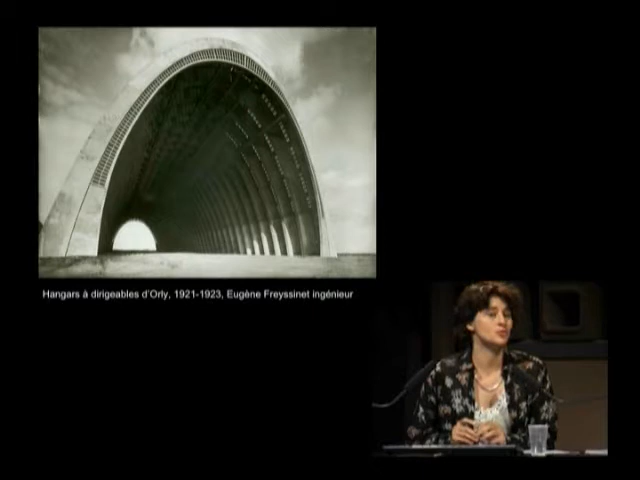 Hangars à dirigeables d'Orly, 1921-1923, Eugène Freyssinet ingénieur